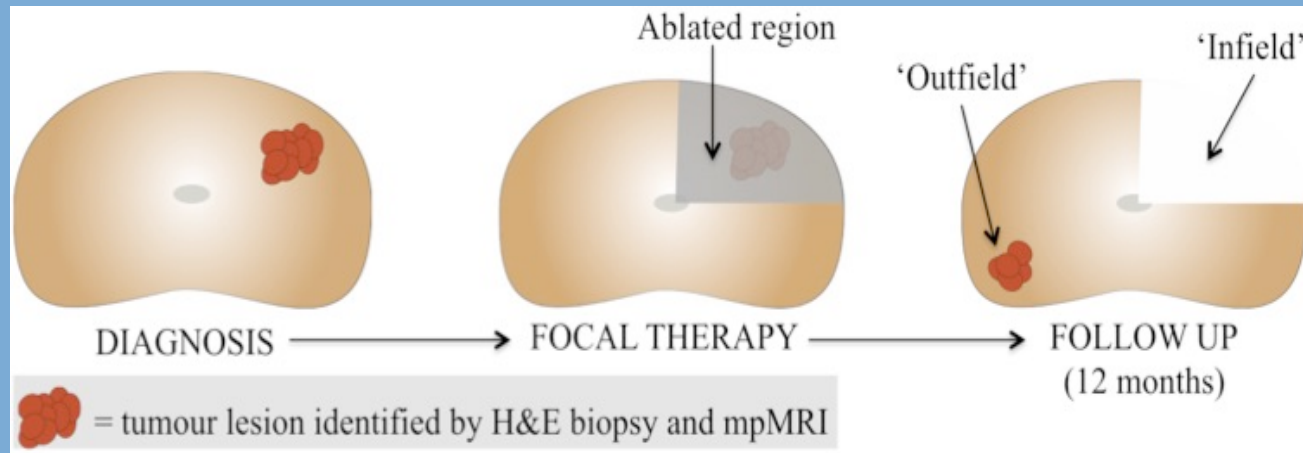 Ablated region
'Infield'
'Outfield'
DIAGNOSIS
FOCAL THERAPY
FOLLOW UP
(12 months)
= tumour lesion identified by H&E biopsy and mpMRI